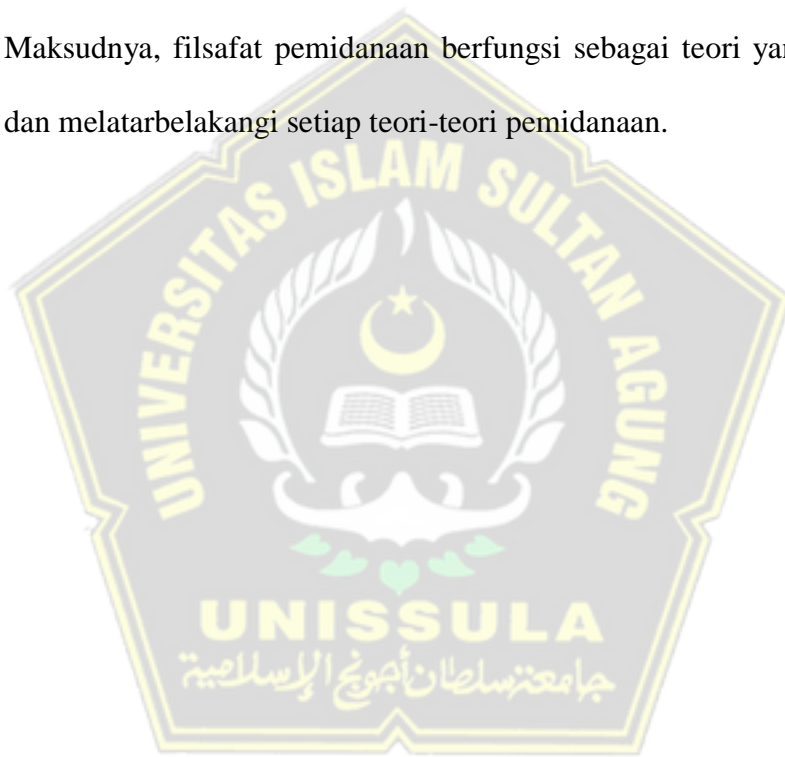 Maksudnya, filsafat pemidanaan berfungsi sebagai teori
dan melatarbelakangi setiap teori-teori pemidanaan.
UNIVERSITAS ISLAM SULTAN AGUNG
UNISSULA
جامعة سلطان أجونج الإسلامية